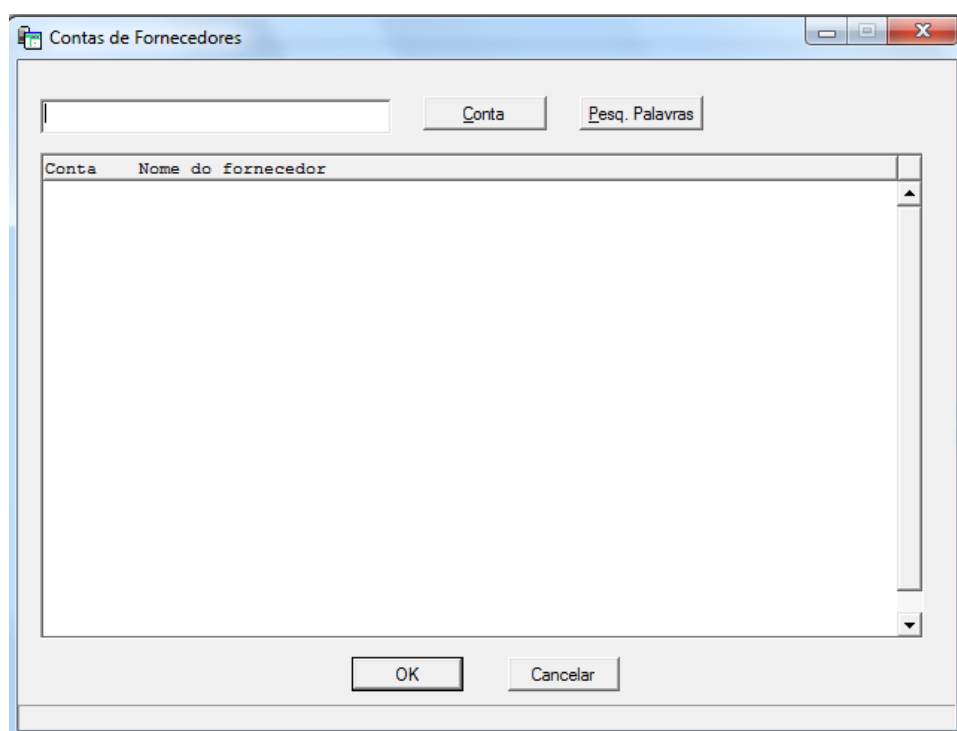 Contas de Fornecedores
Conta Pesq. Palavras
Conta Nome do fornecedor
OK Cancelar